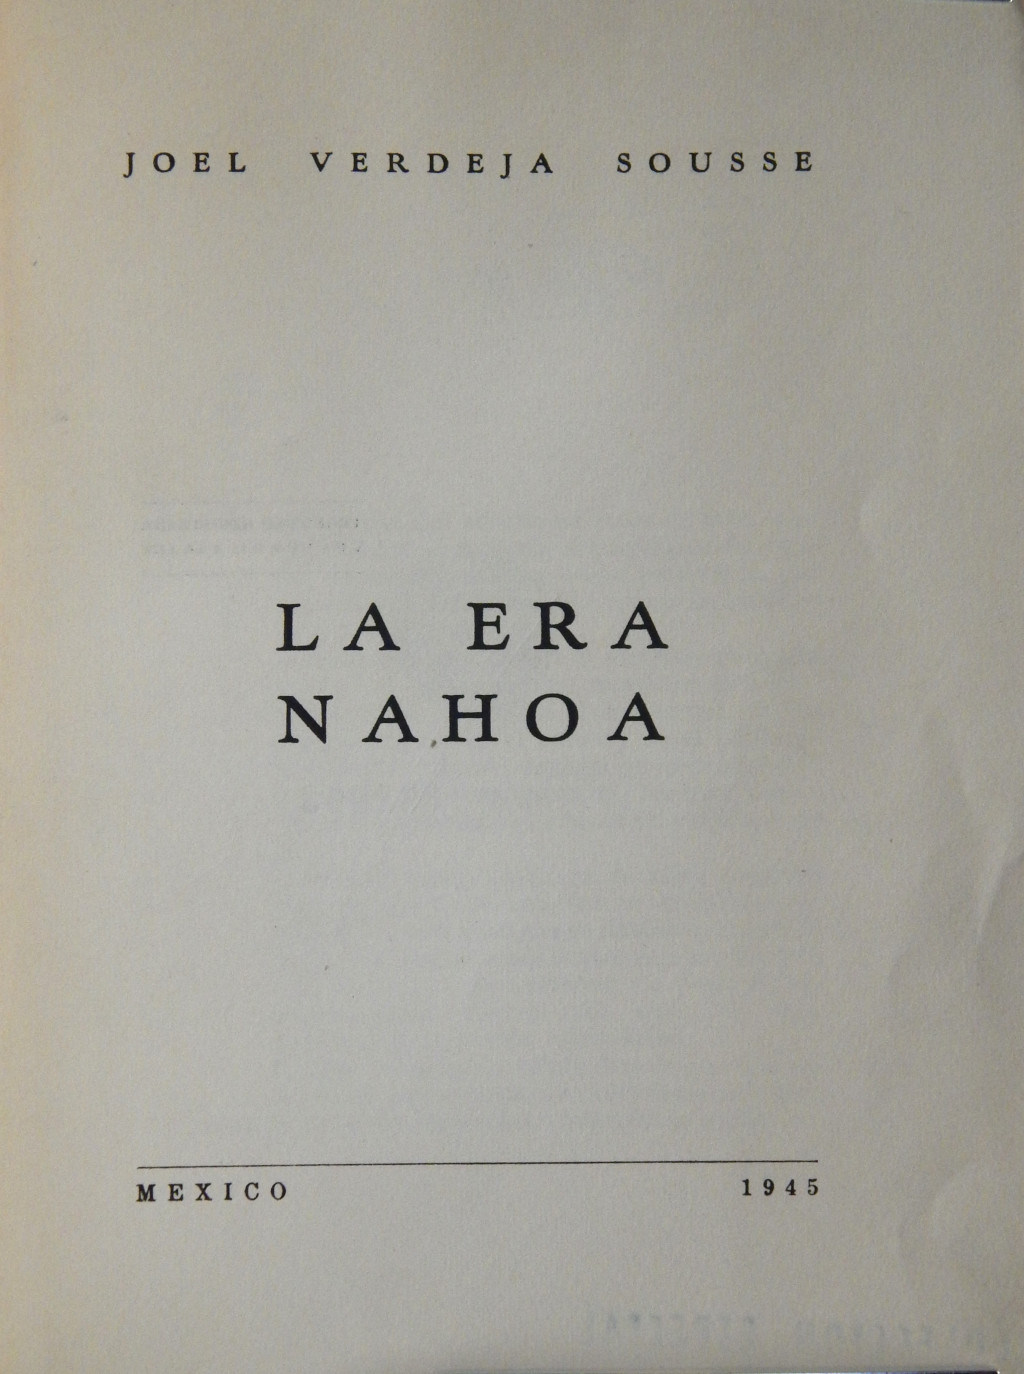 JOEL VERDEJA SOUSSE
LA ERA
NAHOA
MEXICO 1945